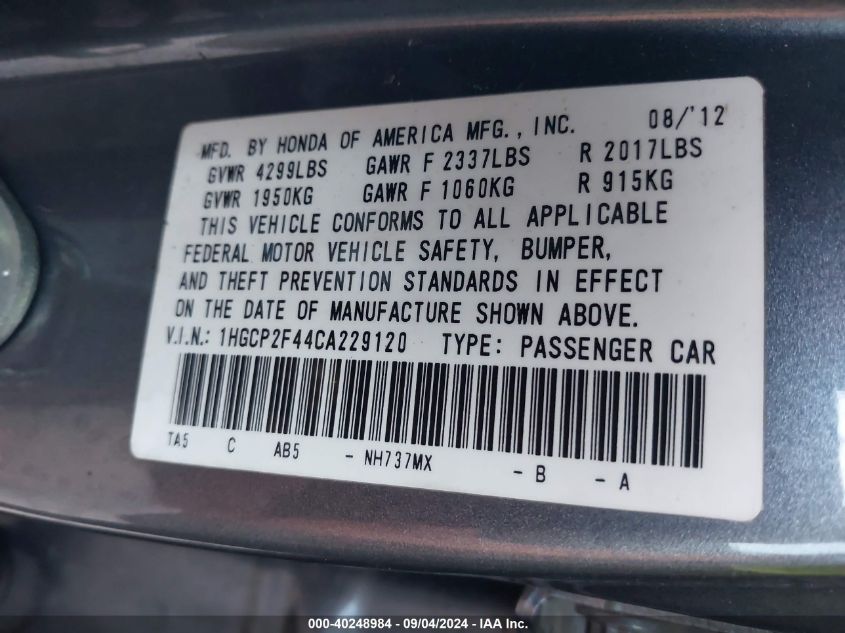 MFD. BY HONDA OF AMERICA MFG., INC. 08/'12
GVWR 4299LBS GAWR F 2337LBS R 2017LBS
GVWR 1950KG GAWR F 1060KG R 915KG
THIS VEHICLE CONFORMS TO ALL APPLICABLE
FEDERAL MOTOR VEHICLE SAFETY, BUMPER,
AND THEFT PREVENTION STANDARDS IN EFFECT
ON THE DATE OF MANUFACTURE SHOWN ABOVE.
V.I.N.: 1HGCP2F44CA229120 TYPE: PASSENGER CAR
TA5 C AB5 - NH737MX - B - A
000-40248984 - 09/04/2024 - IAA Inc.